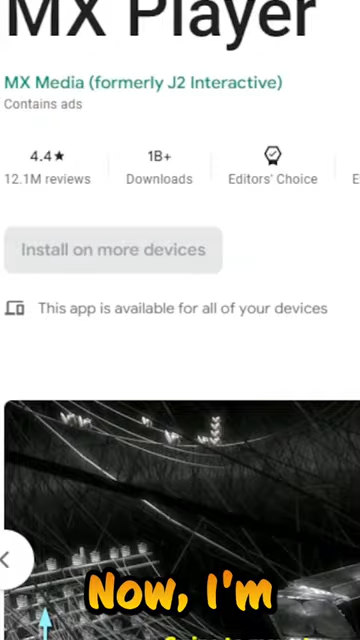 MX Player
MX Media (formerly J2 Interactive)
Contains ads
4.4★ 1B+
12.1M reviews Downloads Editors' Choice E
Install on more devices
This app is available for all of your devices
Now, I'm